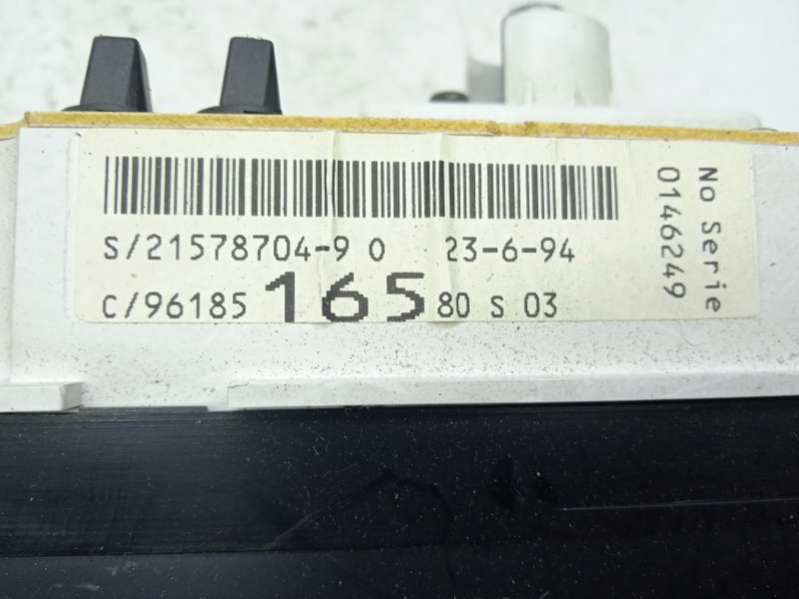 S/21578704-9 0 23-6-94
C/96185 165 80 S 03
No Serie
0146249